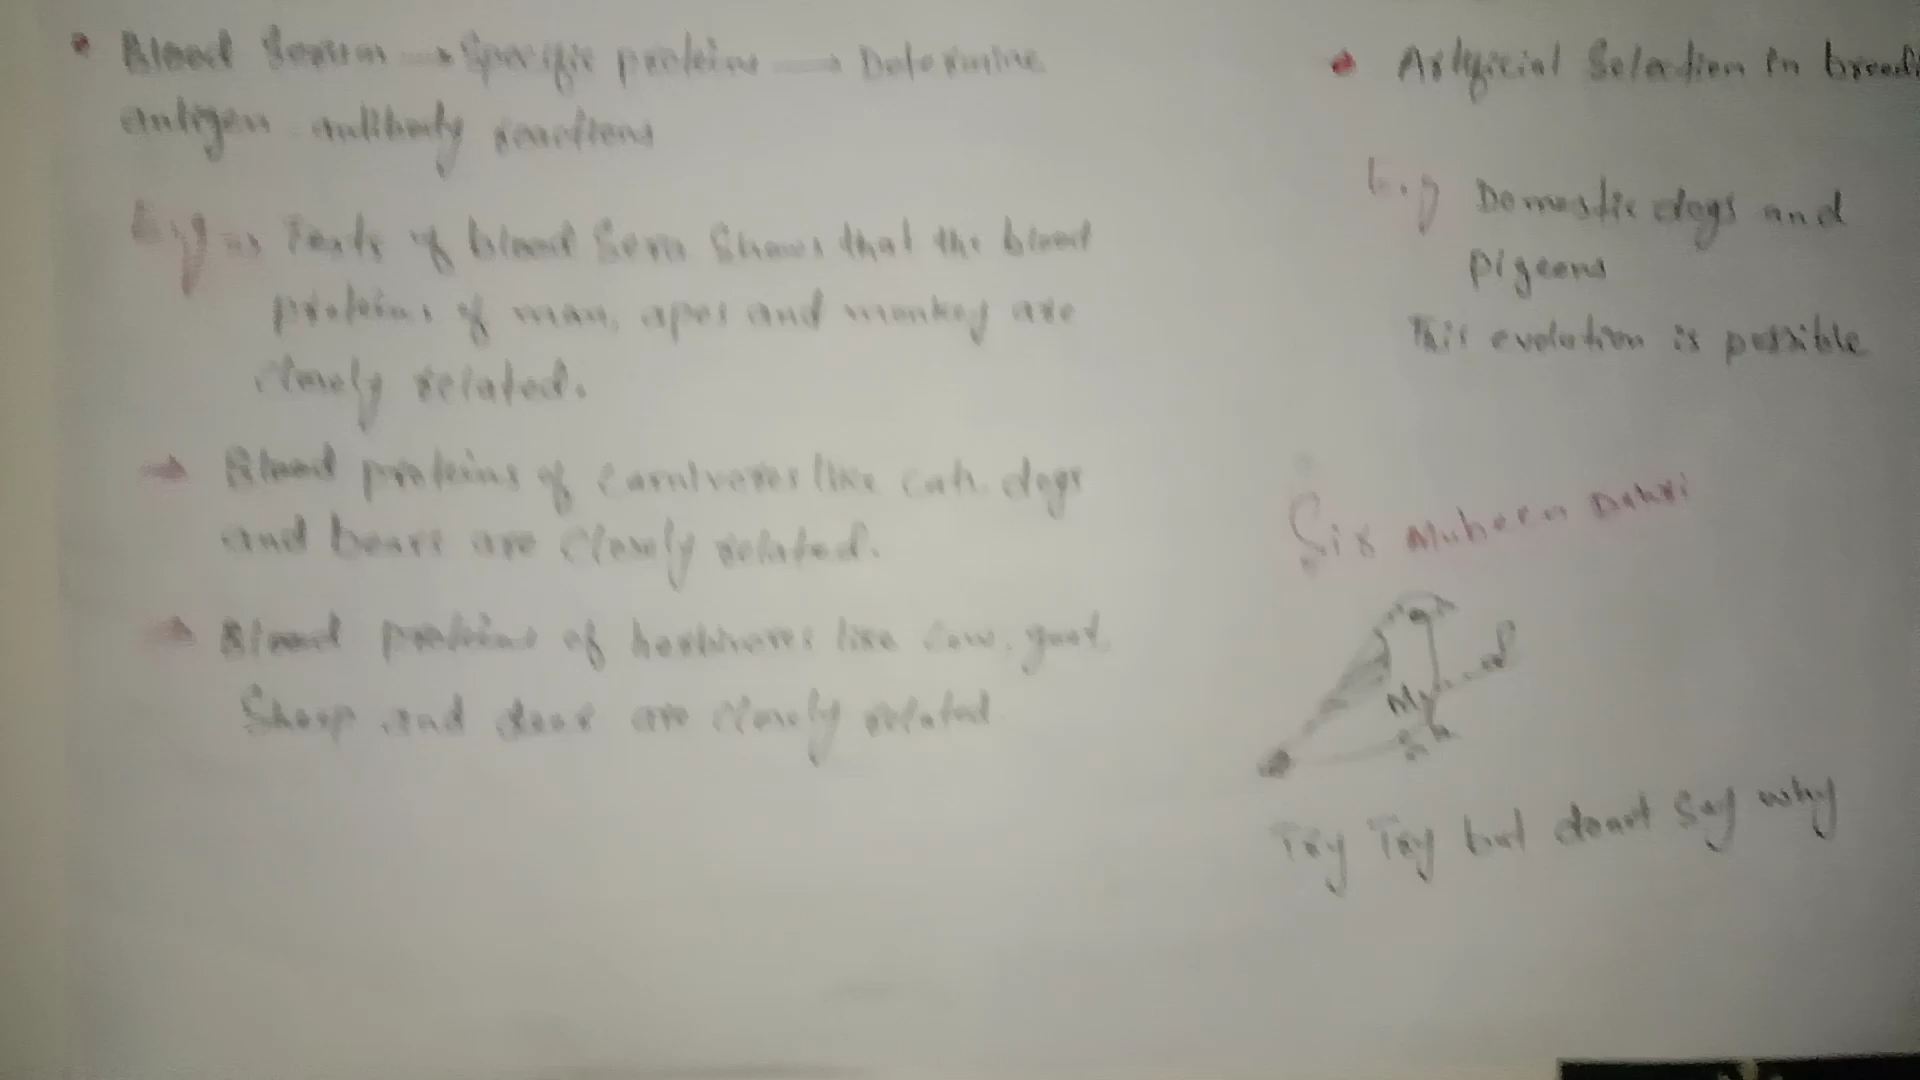 Blood Serum → Specific proteins → Determine
antigen antibody reactions
E.g → Tests of blood Sera Shows that the blood
proteins of man, apes and monkey are
closely related.
→ Blood proteins of carnivores like cats, dogs
and bears are closely related.
→ Blood proteins of herbivores like cow, goat,
Sheep and deer are closely related
Artificial Selection in breedi
E.g Domestic dogs and
pigeons
This evolution is possible
Sir Mubeen Dahri
Try Try but donot Say why